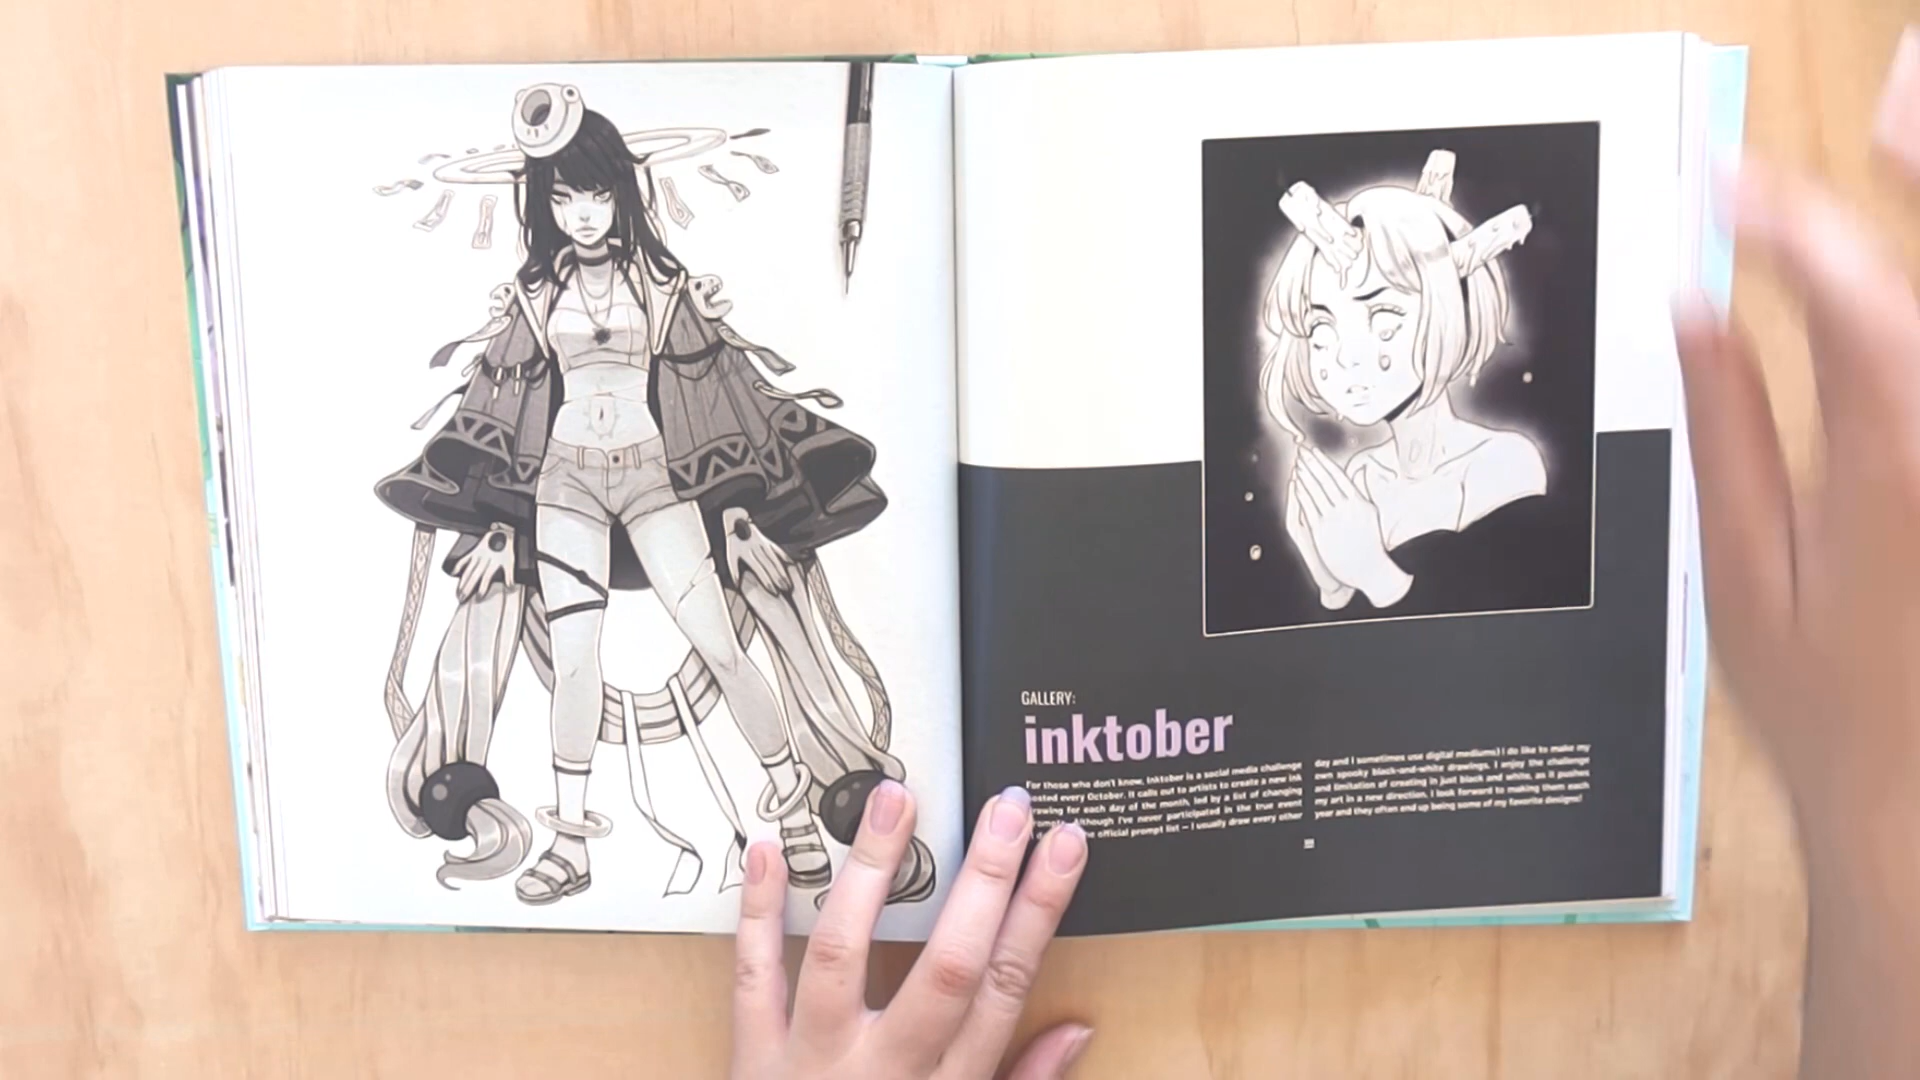 GALLERY:
inktober
For those who don't know, Inktober is a social media challenge
posted every October. It calls out to artists to create a new ink
drawing for each day of the month, led by a list of changing
prompts. Although I've never participated in the true event
official prompt list — I usually draw every other
day and I sometimes use digital mediums) I do like to make my
own spooky black-and-white drawings. I enjoy the challenge
and limitation of creating in just black and white, as it pushes
my art in a new direction. I look forward to making them each
year and they often end up being some of my favorite designs!